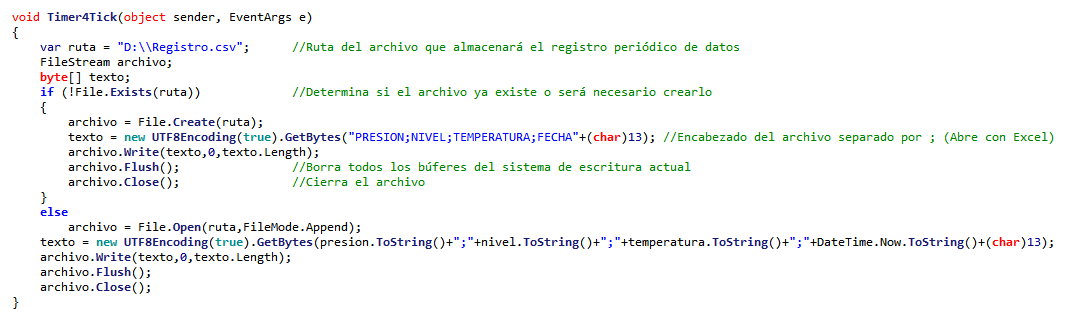 void Timer4Tick(object sender, EventArgs e)
{
    var ruta = "D:\\Registro.csv";      //Ruta del archivo que almacenará el registro periódico de datos
    FileStream archivo;
    byte[] texto;
    if (!File.Exists(ruta))             //Determina si el archivo ya existe o será necesario crearlo
    {
        archivo = File.Create(ruta);
        texto = new UTF8Encoding(true).GetBytes("PRESION;NIVEL;TEMPERATURA;FECHA"+(char)13); //Encabezado del archivo separado por ; (Abre con Excel)
        archivo.Write(texto,0,texto.Length);
        archivo.Flush();                //Borra todos los búferes del sistema de escritura actual
        archivo.Close();                //Cierra el archivo
    }
    else
        archivo = File.Open(ruta,FileMode.Append);
    texto = new UTF8Encoding(true).GetBytes(presion.ToString()+";"+nivel.ToString()+";"+temperatura.ToString()+";"+DateTime.Now.ToString()+(char)13);
    archivo.Write(texto,0,texto.Length);
    archivo.Flush();
    archivo.Close();
}